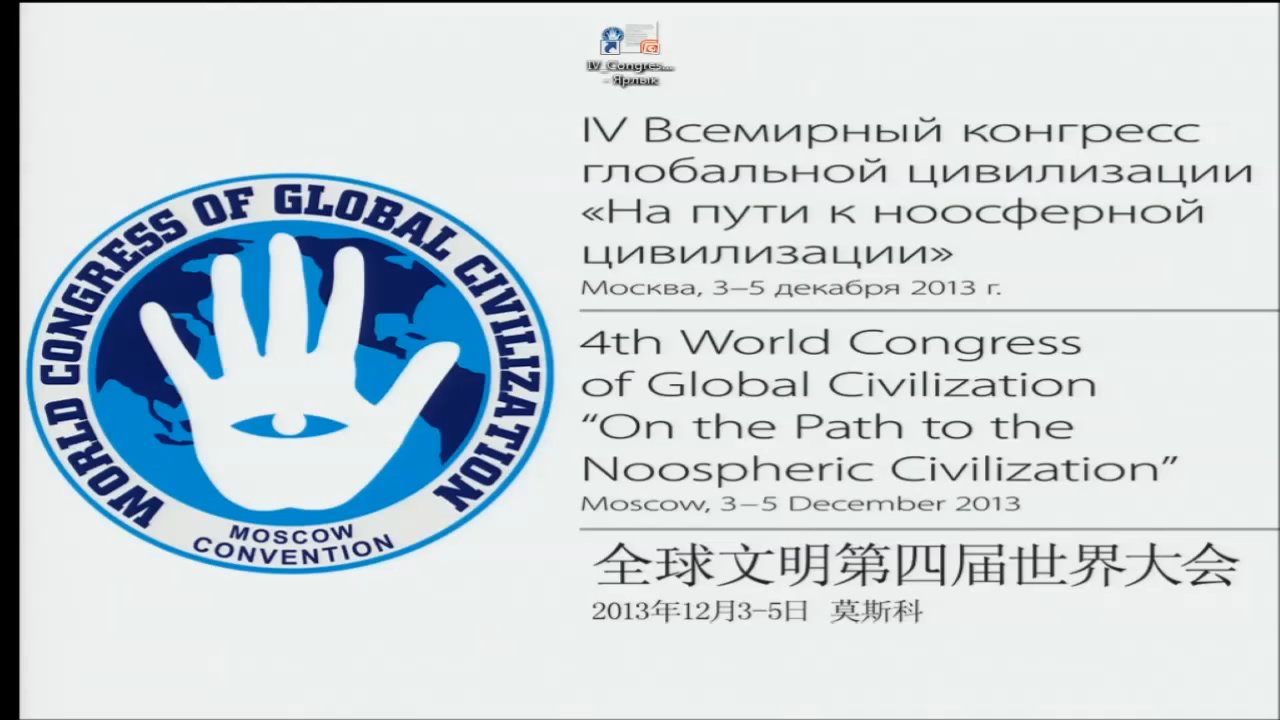 IV_Congres...
- Ярлык
WORLD CONGRESS OF GLOBAL CIVILIZATION
MOSCOW
CONVENTION
IV Всемирный конгресс
глобальной цивилизации
«На пути к ноосферной
цивилизации»
Москва, 3–5 декабря 2013 г.
4th World Congress
of Global Civilization
“On the Path to the
Noospheric Civilization”
Moscow, 3–5 December 2013
全球文明第四届世界大会
2013年12月3-5日 莫斯科